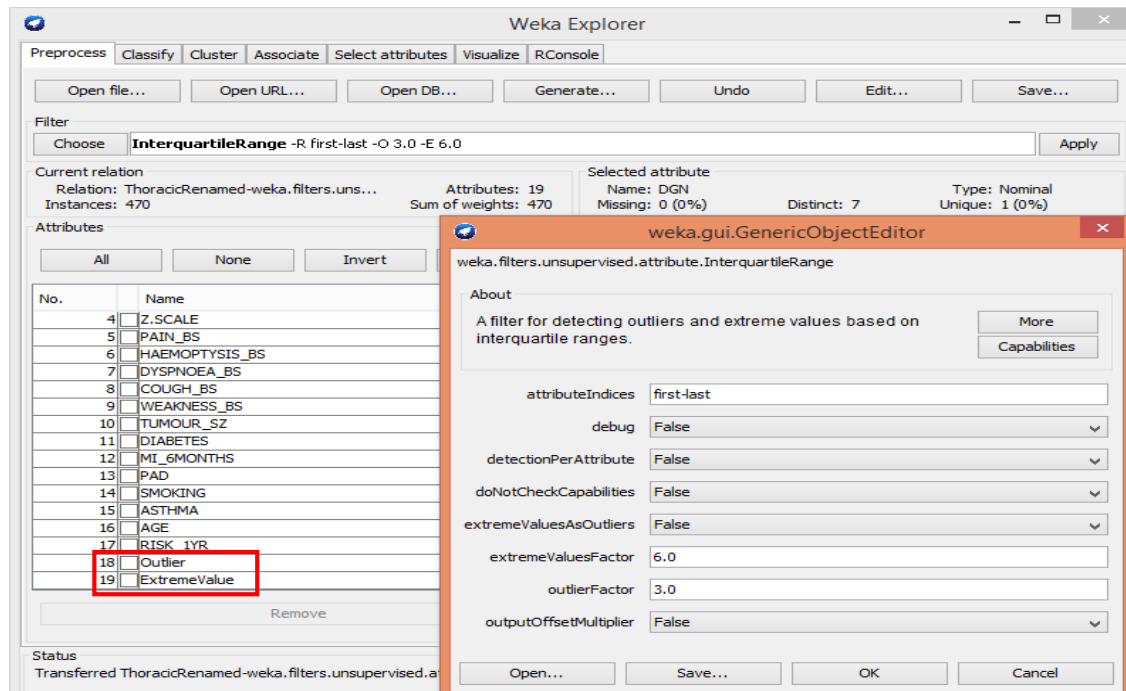 Weka Explorer
Preprocess Classify Cluster Associate Select attributes Visualize RConsole
Open file... Open URL... Open DB... Generate... Undo Edit... Save...
Filter
Choose InterquartileRange -R first-last -O 3.0 -E 6.0 Apply
Current relation
Relation: ThoracicRenamed-weka.filters.uns... Attributes: 19
Instances: 470 Sum of weights: 470
Selected attribute
Name: DGN Type: Nominal
Missing: 0 (0%) Distinct: 7 Unique: 1 (0%)
Attributes
All None Invert
No. Name
4 Z.SCALE
5 PAIN_BS
6 HAEMOPTYSIS_BS
7 DYSPNOEA_BS
8 COUGH_BS
9 WEAKNESS_BS
10 TUMOUR_SZ
11 DIABETES
12 MI_6MONTHS
13 PAD
14 SMOKING
15 ASTHMA
16 AGE
17 RISK_1YR
18 Outlier
19 ExtremeValue
Remove
Status
Transferred ThoracicRenamed-weka.filters.unsupervised.at
weka.gui.GenericObjectEditor
weka.filters.unsupervised.attribute.InterquartileRange
About
A filter for detecting outliers and extreme values based on
interquartile ranges.
More
Capabilities
attributeIndices first-last
debug False
detectionPerAttribute False
doNotCheckCapabilities False
extremeValuesAsOutliers False
extremeValuesFactor 6.0
outlierFactor 3.0
outputOffsetMultiplier False
Open... Save... OK Cancel